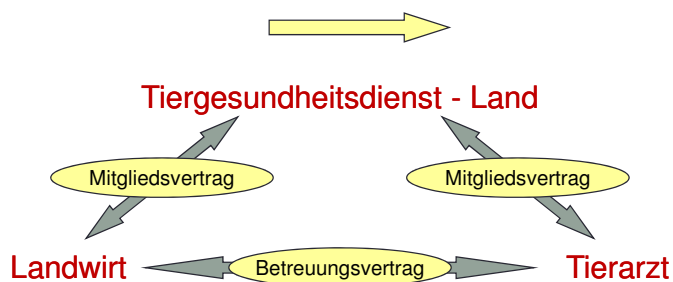 Tiergesundheitsdienst - Land
Mitgliedsvertrag
Mitgliedsvertrag
Landwirt
Betreuungsvertrag
Tierarzt